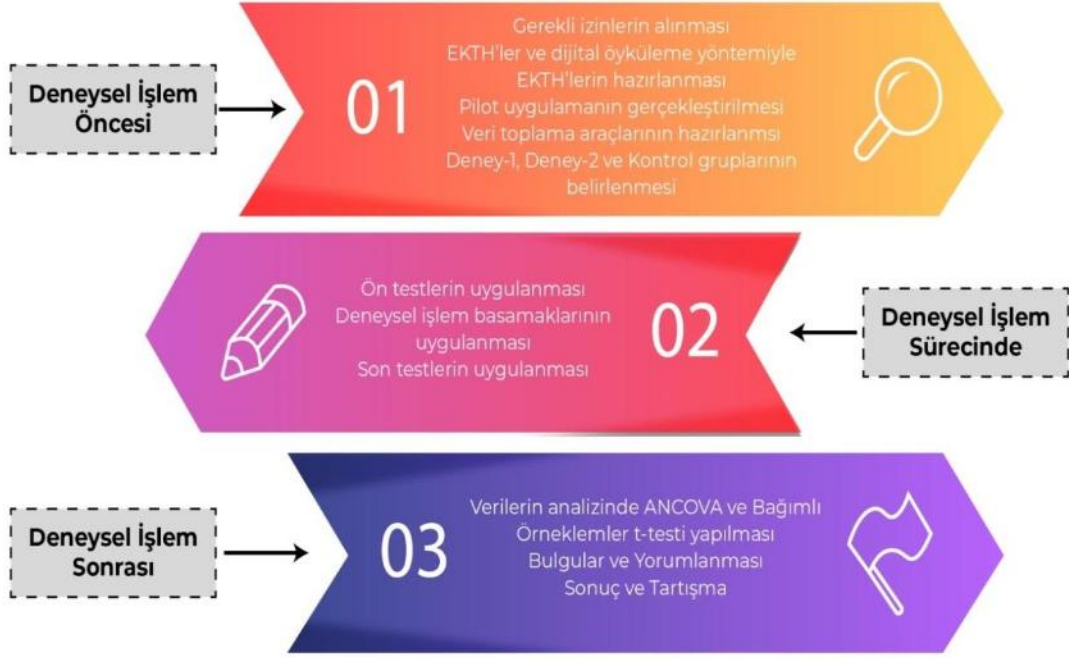 Deneysel İşlem
Öncesi
01
Gerekli izinlerin alınması
EKTH'ler ve dijital öyküleme yöntemiyle
EKTH'lerin hazırlanması
Pilot uygulamanın gerçekleştirilmesi
Veri toplama araçlarının hazırlanmsı
Deney-1, Deney-2 ve Kontrol gruplarının
belirlenmesi
Ön testlerin uygulanması
Deneysel işlem basamaklarının
uygulanması
Son testlerin uygulanması
02
Deneysel İşlem
Sürecinde
Deneysel İşlem
Sonrası
03
Verilerin analizinde ANCOVA ve Bağımlı
Örneklemler t-testi yapılması
Bulgular ve Yorumlanması
Sonuç ve Tartışma